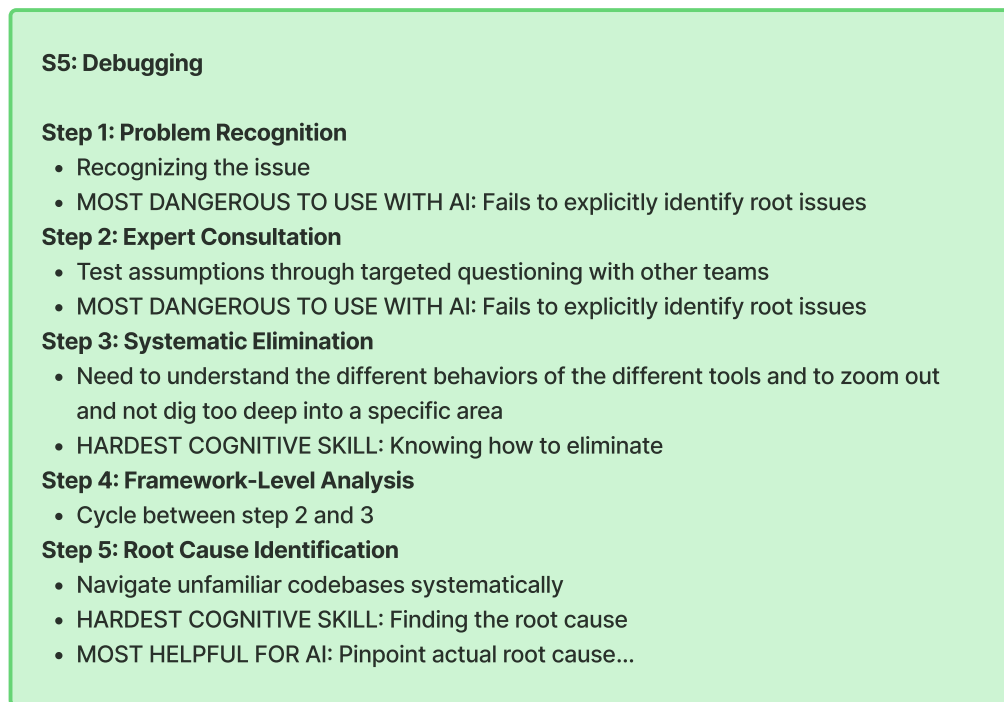 S5: Debugging
Step 1: Problem Recognition
• Recognizing the issue
• MOST DANGEROUS TO USE WITH AI: Fails to explicitly identify root issues
Step 2: Expert Consultation
• Test assumptions through targeted questioning with other teams
• MOST DANGEROUS TO USE WITH AI: Fails to explicitly identify root issues
Step 3: Systematic Elimination
• Need to understand the different behaviors of the different tools and to zoom out
and not dig too deep into a specific area
• HARDEST COGNITIVE SKILL: Knowing how to eliminate
Step 4: Framework-Level Analysis
• Cycle between step 2 and 3
Step 5: Root Cause Identification
• Navigate unfamiliar codebases systematically
• HARDEST COGNITIVE SKILL: Finding the root cause
• MOST HELPFUL FOR AI: Pinpoint actual root cause...